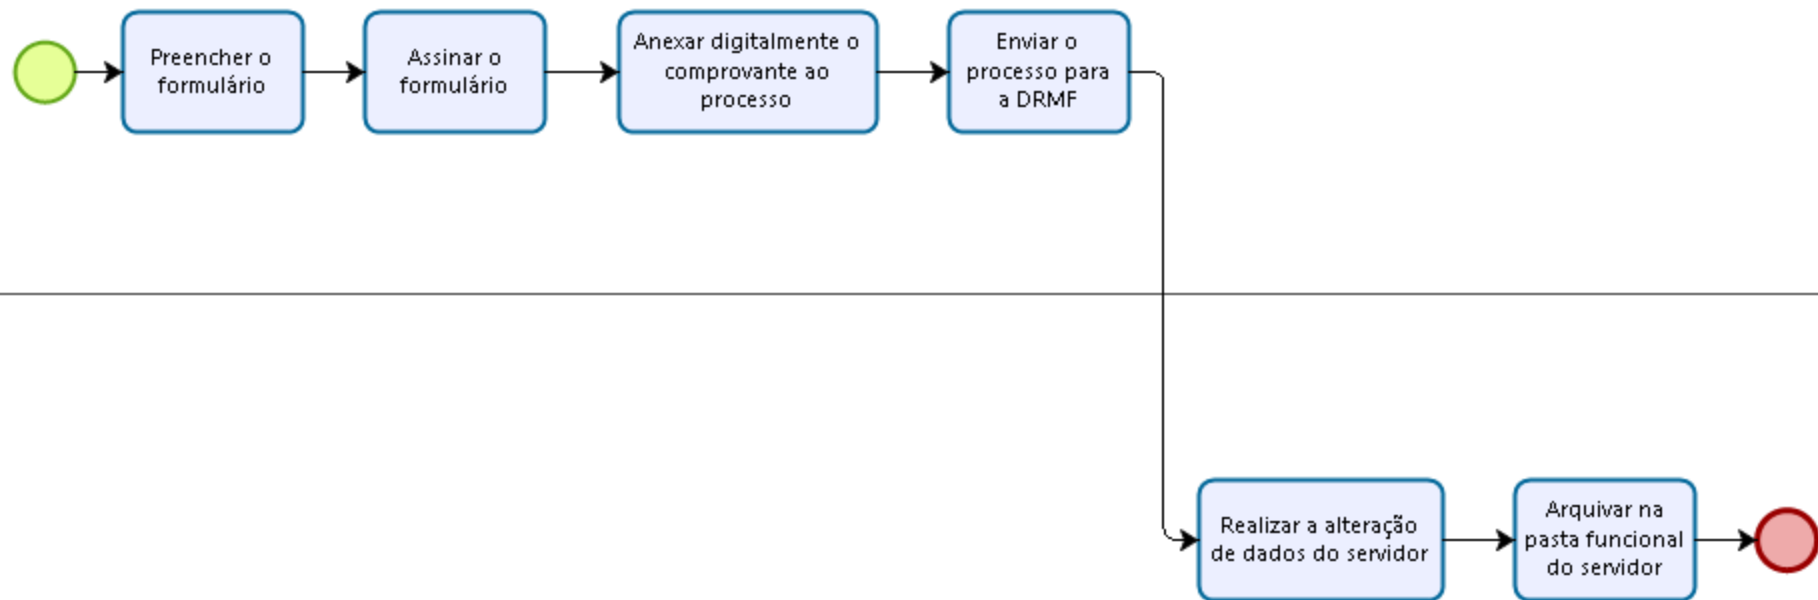 Preencher o
formulário
Assinar o
formulário
Anexar digitalmente o
comprovante ao
processo
Enviar o
processo para
a DRMF
Realizar a alteração
de dados do servidor
Arquivar na
pasta funcional
do servidor